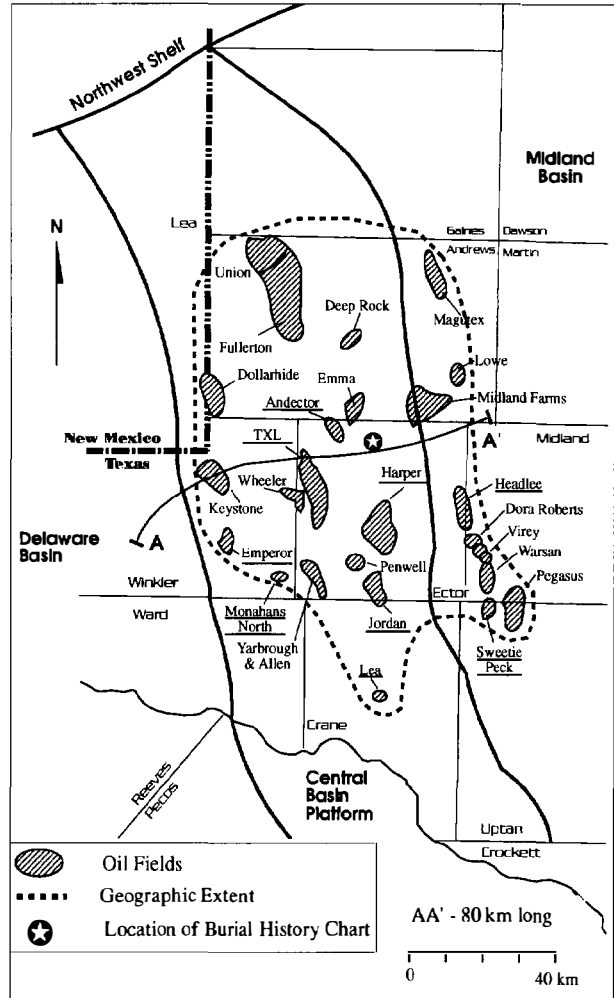 Northwest Shelf
Midland
Basin
N
Lea
Gaines
Dawson
Andrews
Martin
Union
Deep Rock
Magutex
Fullerton
Lowe
Dollarhide
Emma
Midland Farms
Andector
New Mexico
Texas
TXL
A'
Midland
Harper
Headlee
Wheeler
Keystone
Dora Roberts
Virey
Warsan
Delaware
Basin
A
Emperor
Penwell
Pegasus
Winkler
Ector
Ward
Monahans
North
Jordan
Yarbrough
& Allen
Sweetie
Peck
Lea
Crane
Central
Basin
Platform
Reeves
Pecos
Uptan
Crockett
Oil Fields
Geographic Extent
Location of Burial History Chart
AA' - 80 km long
0
40 km